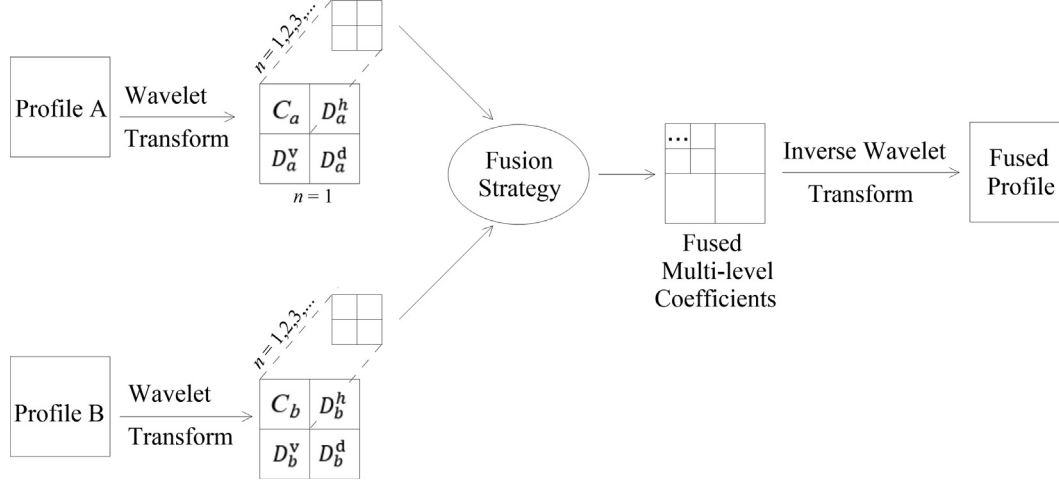 n = 1,2,3,...
Profile A
Wavelet
Transform
C_a D_a^h
D_a^v D_a^d
n = 1
Fusion
Strategy
...
Fused
Multi-level
Coefficients
Inverse Wavelet
Transform
Fused
Profile
n = 1,2,3,...
Profile B
Wavelet
Transform
C_b D_b^h
D_b^v D_b^d